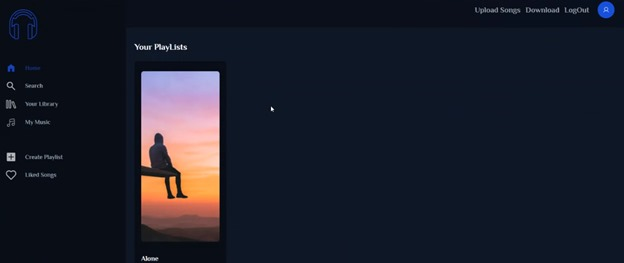 Upload Songs Download LogOut
Home
Search
Your Library
My Music
Create Playlist
Liked Songs
Your PlayLists
Alone